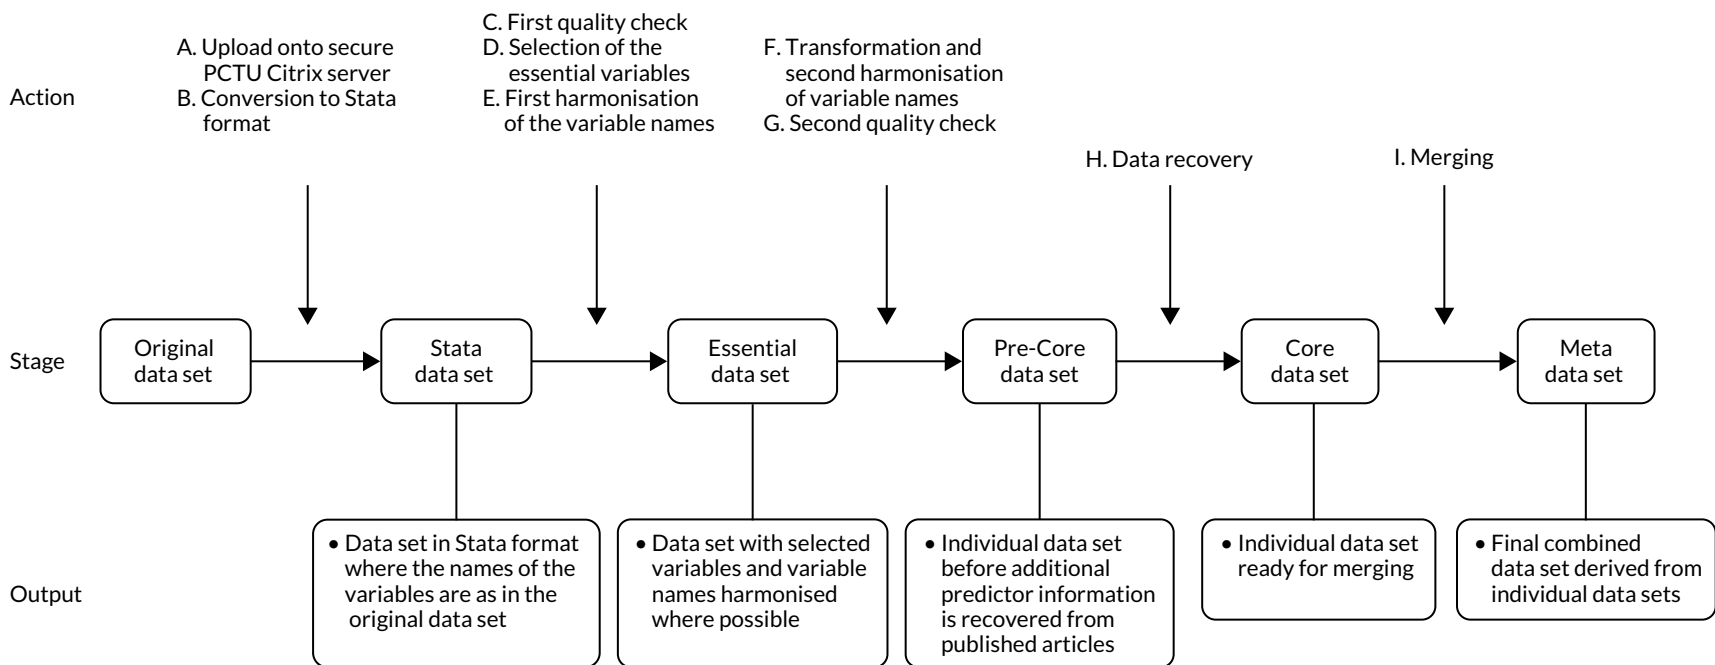 Action
A. Upload onto secure
PCTU Citrix server
B. Conversion to Stata
format
C. First quality check
D. Selection of the
essential variables
E. First harmonisation
of the variable names
F. Transformation and
second harmonisation
of variable names
G. Second quality check
H. Data recovery
I. Merging
Stage
Original
data set
Stata
data set
Essential
data set
Pre-Core
data set
Core
data set
Meta
data set
Output
• Data set in Stata format
where the names of the
variables are as in the
original data set
• Data set with selected
variables and variable
names harmonised
where possible
• Individual data set
before additional
predictor information
is recovered from
published articles
• Individual data set
ready for merging
• Final combined
data set derived from
individual data sets